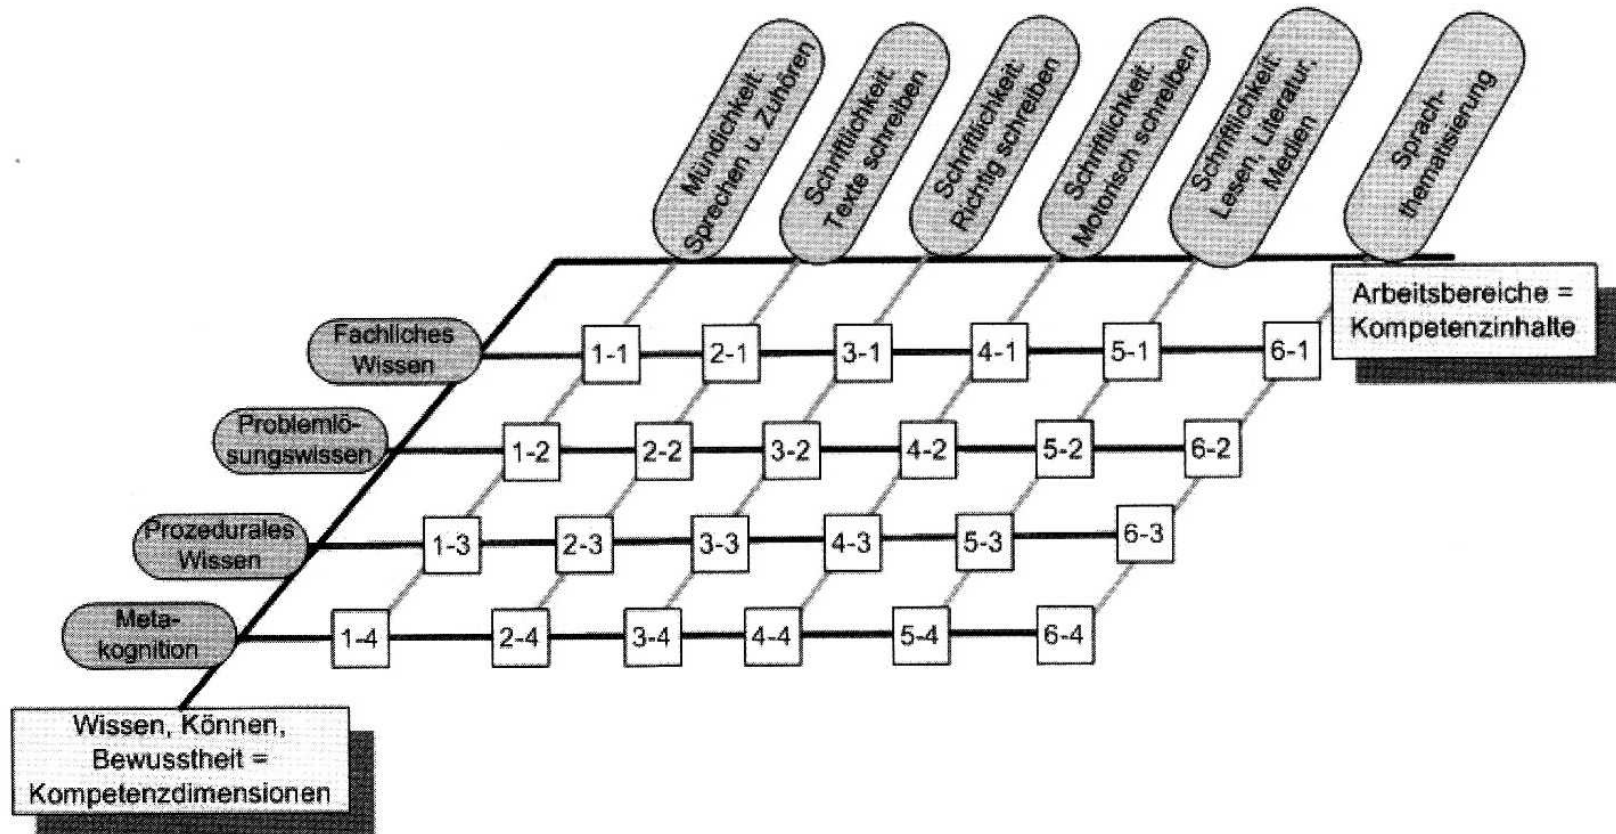 Mündlichkeit:
Sprechen u. Zuhören
Schriftlichkeit:
Texte schreiben
Schriftlichkeit:
Richtig schreiben
Schriftlichkeit:
Motorisch schreiben
Schriftlichkeit:
Lesen, Literatur,
Medien
Sprach-
thematisierung
Arbeitsbereiche =
Kompetenzinhalte
Fachliches
Wissen
1-1 2-1 3-1 4-1 5-1 6-1
Problemlö-
sungswissen
1-2 2-2 3-2 4-2 5-2 6-2
Prozedurales
Wissen
1-3 2-3 3-3 4-3 5-3 6-3
Meta-
kognition
1-4 2-4 3-4 4-4 5-4 6-4
Wissen, Können,
Bewusstheit =
Kompetenzdimensionen